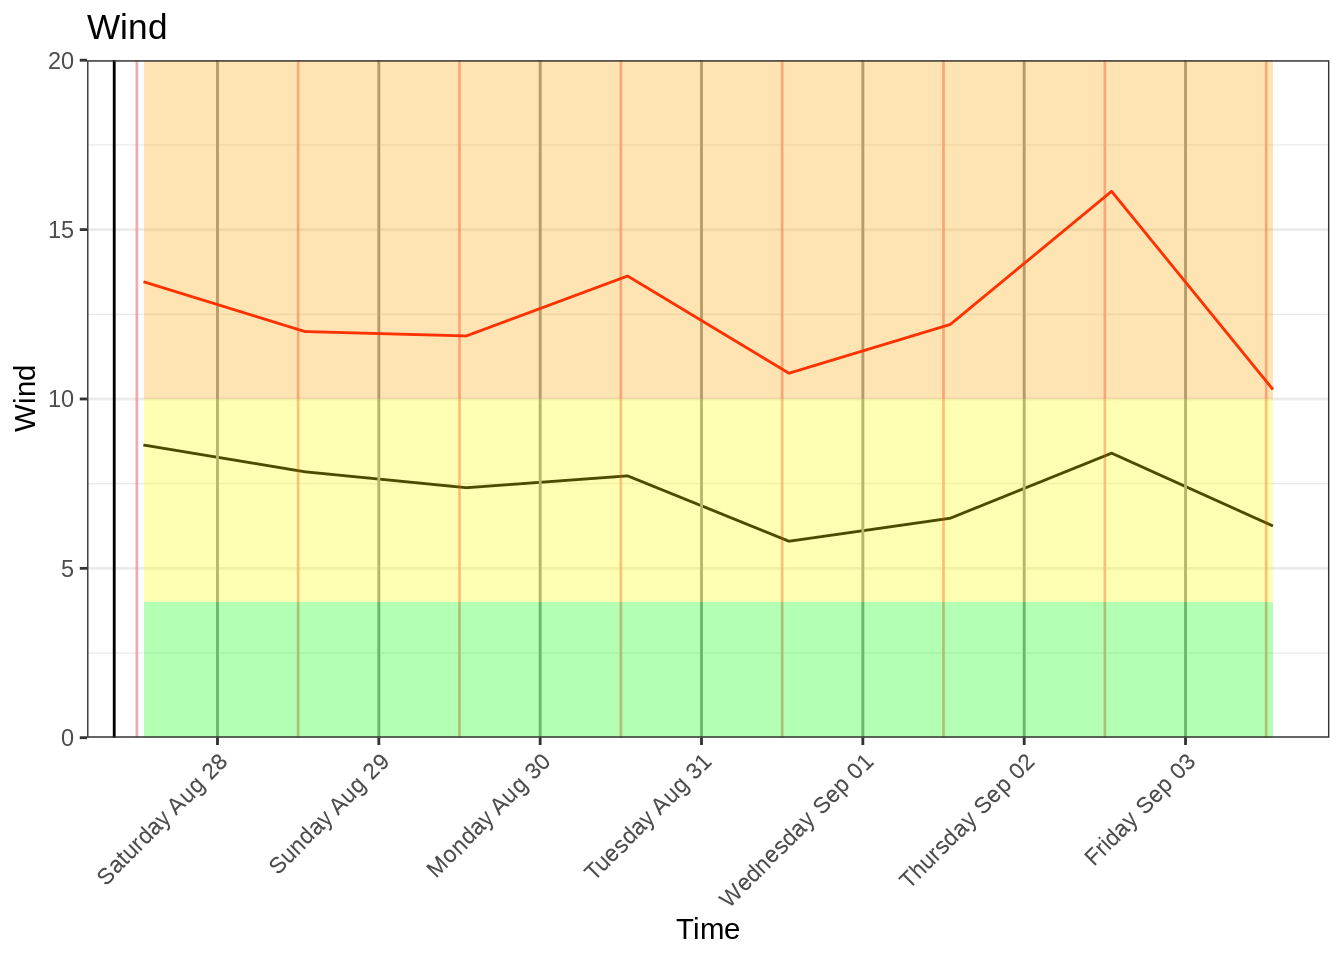 Wind
20
15
10
5
0
Wind
Saturday Aug 28
Sunday Aug 29
Monday Aug 30
Tuesday Aug 31
Wednesday Sep 01
Thursday Sep 02
Friday Sep 03
Time